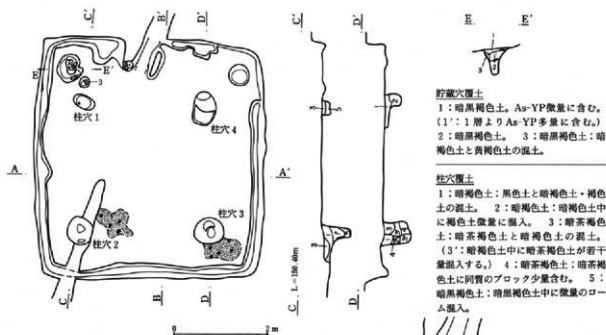 C′ B′ D′
E E′
3
柱穴 1
柱穴 4
A A′
柱穴 2
柱穴 3
C B D
0 2 m
C′ D′
5
2
3
4
C L=150.40m D
E E′
1
3 2
貯蔵穴覆土
1:暗黒褐色土。As-YP微量に含む。
(1′:1層よりAs-YP多量に含む。)
2:暗黒褐色土。 3:暗黒褐色土:暗
褐色土と黄褐色土の混土。
柱穴覆土
1:暗褐色土:黒色土と暗褐色土・褐色
土の混土。 2:暗褐色土:暗褐色土中
に褐色土微量に混入。 3:暗茶褐色
土:暗茶褐色土と暗褐色土の混土。
(3′:暗褐色土中に暗茶褐色土が若干
量混入する。) 4:暗茶褐色土:暗茶褐
色土に同質のブロック少量含む。 5:
暗黒褐色土:暗黒褐色土中に微量のロー
ム混入。